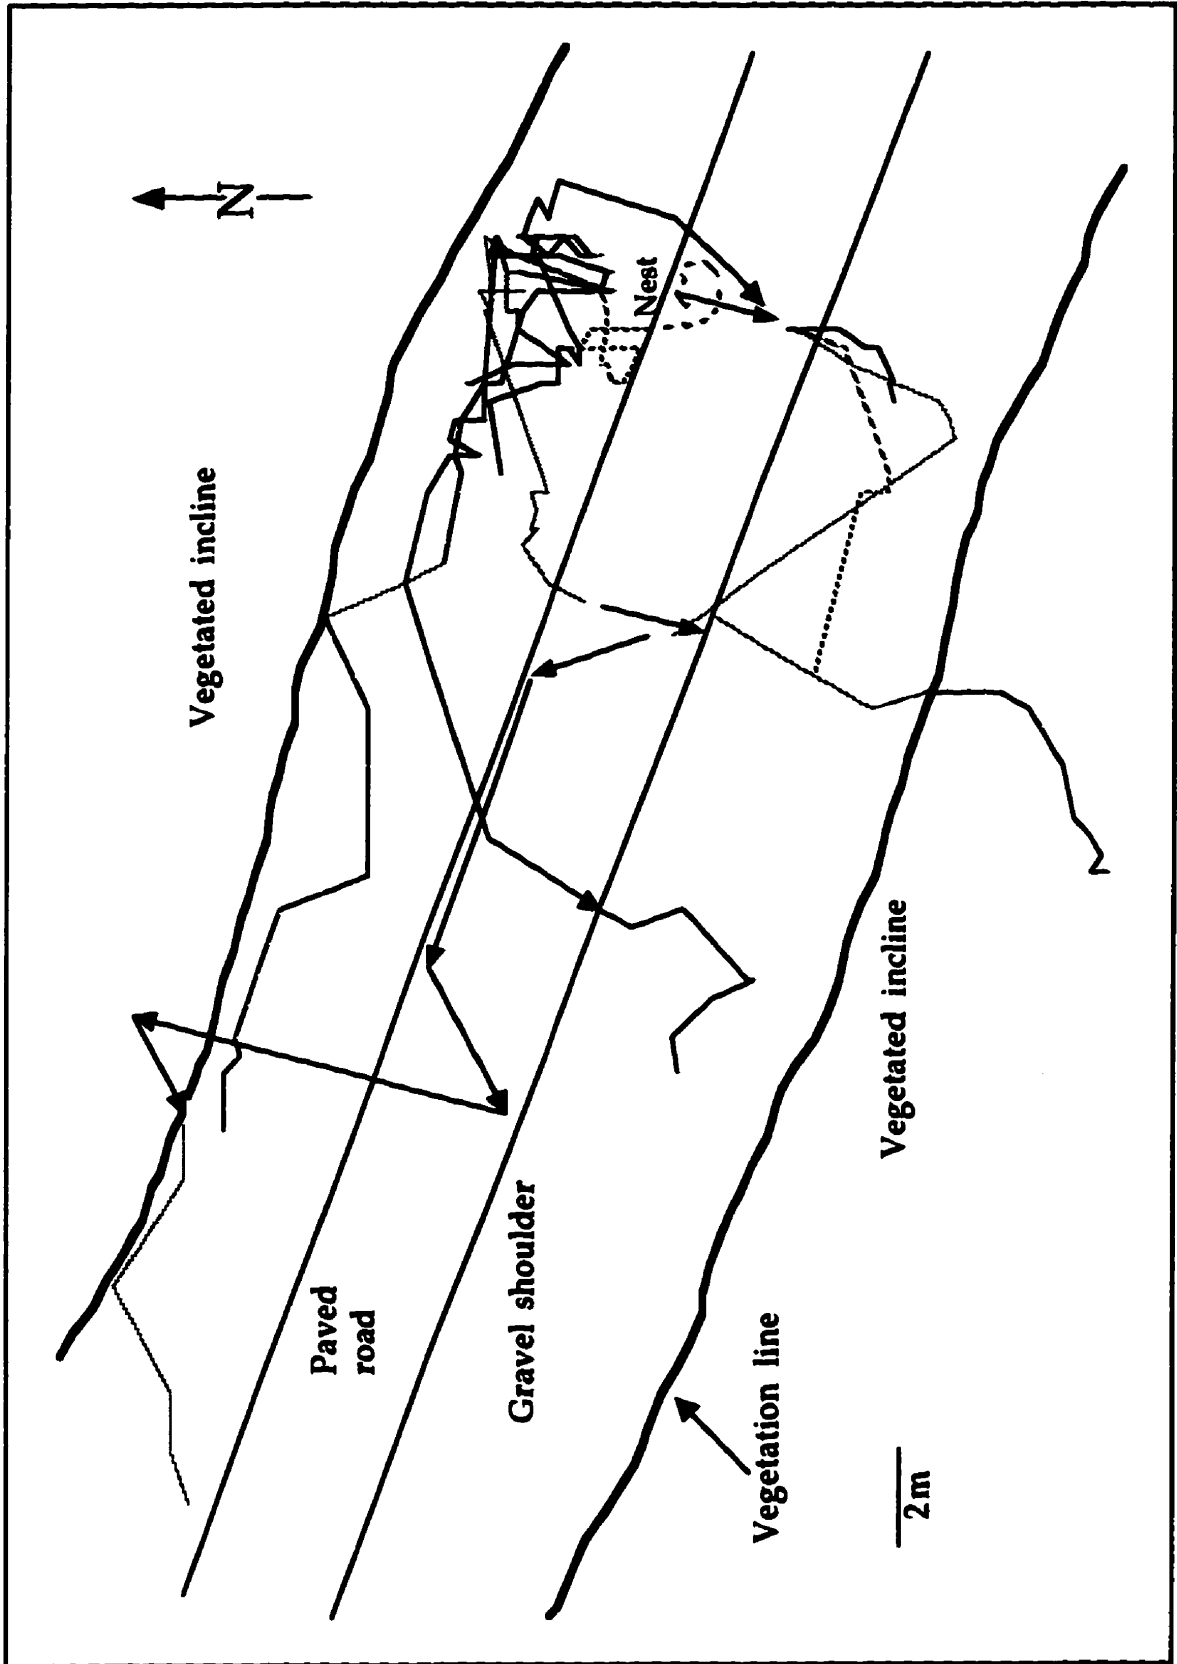 N
Vegetated incline
Nest
Paved
road
Gravel shoulder
Vegetated incline
Vegetation line
2m